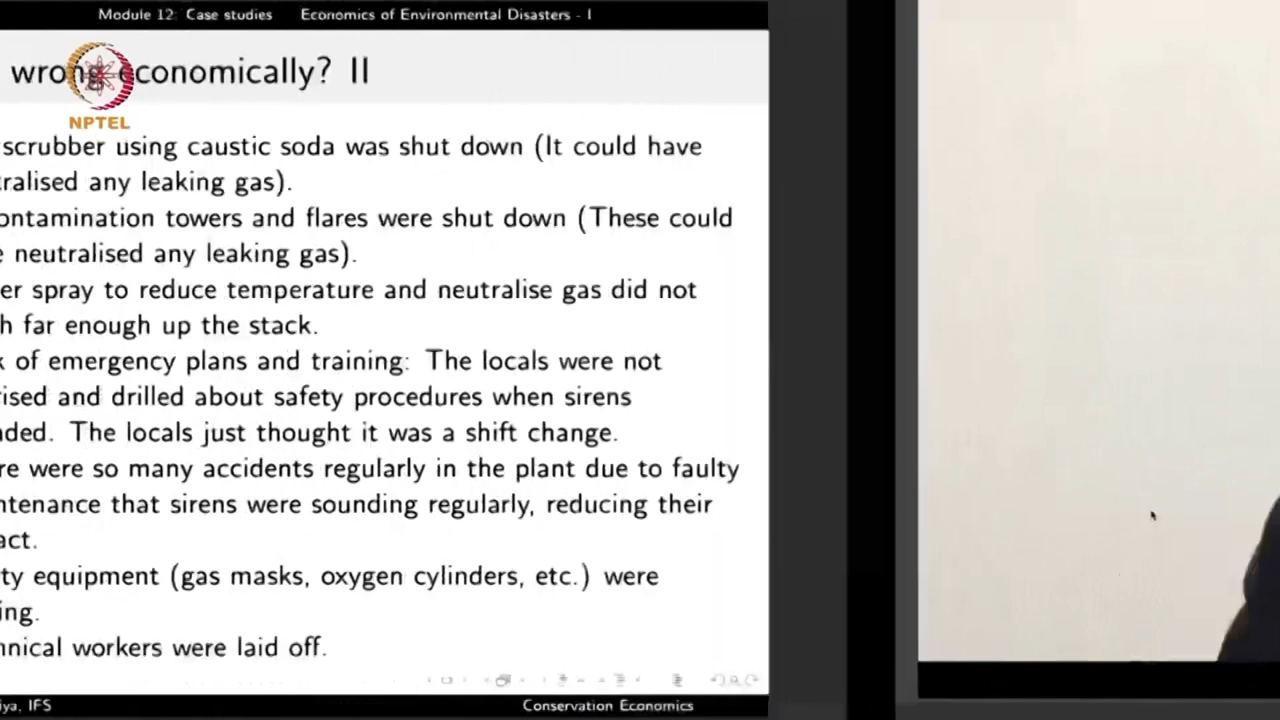 Module 12: Case studies Economics of Environmental Disasters - I
wrong economically? II
NPTEL
scrubber using caustic soda was shut down (It could have
tralised any leaking gas).
ontamination towers and flares were shut down (These could
e neutralised any leaking gas).
er spray to reduce temperature and neutralise gas did not
h far enough up the stack.
k of emergency plans and training: The locals were not
ised and drilled about safety procedures when sirens
nded. The locals just thought it was a shift change.
re were so many accidents regularly in the plant due to faulty
ntenance that sirens were sounding regularly, reducing their
act.
ty equipment (gas masks, oxygen cylinders, etc.) were
ing.
hnical workers were laid off.
iya, IFS Conservation Economics